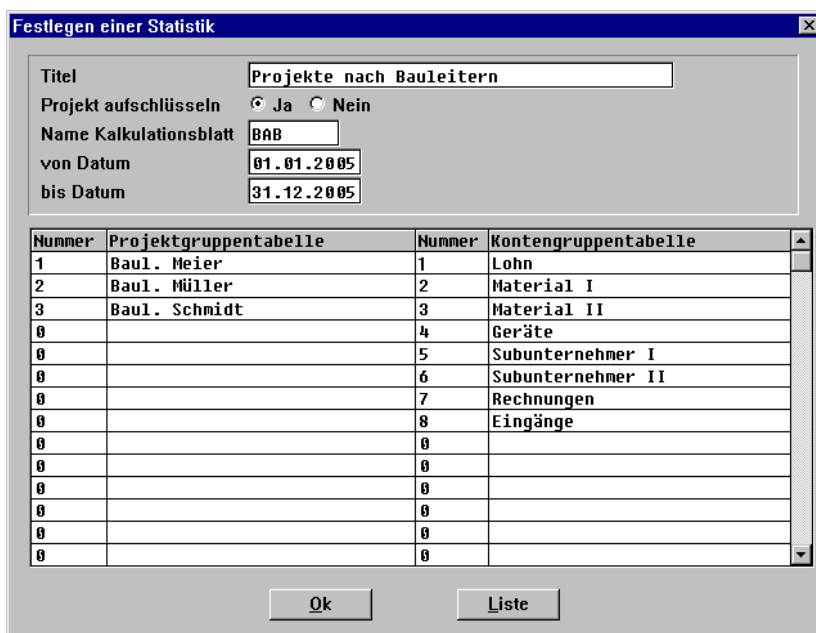 Festlegen einer Statistik
Titel Projekte nach Bauleitern
Projekt aufschlüsseln Ja Nein
Name Kalkulationsblatt BAB
von Datum 01.01.2005
bis Datum 31.12.2005
Nummer Projektgruppentabelle Nummer Kontengruppentabelle
1 Baul. Meier 1 Lohn
2 Baul. Müller 2 Material I
3 Baul. Schmidt 3 Material II
0 4 Geräte
0 5 Subunternehmer I
0 6 Subunternehmer II
0 7 Rechnungen
0 8 Eingänge
0 0
0 0
0 0
0 0
0 0
0 0
Ok Liste